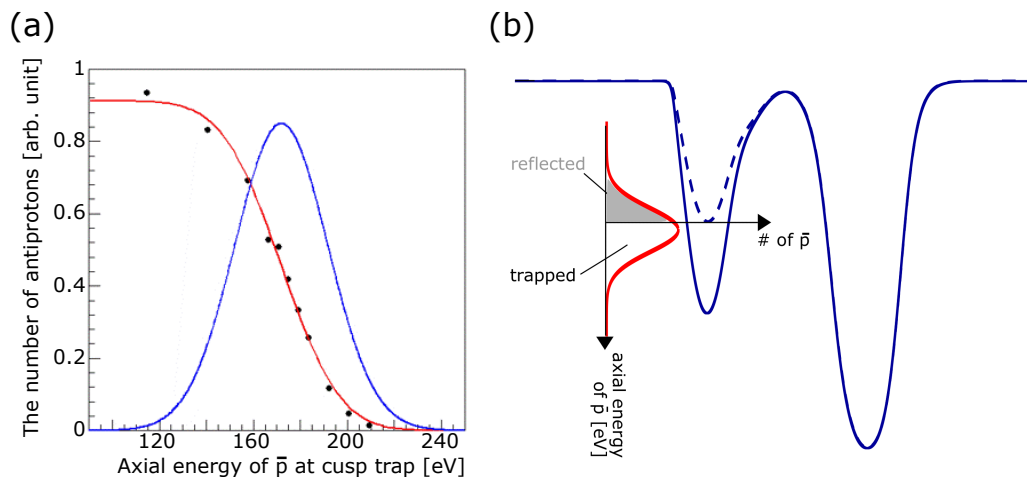 (a)
The number of antiprotons [arb. unit]
1
0.8
0.6
0.4
0.2
0
120 160 200 240
Axial energy of p̄ at cusp trap [eV]
(b)
reflected
# of p̄
trapped
axial energy
of p̄ [eV]